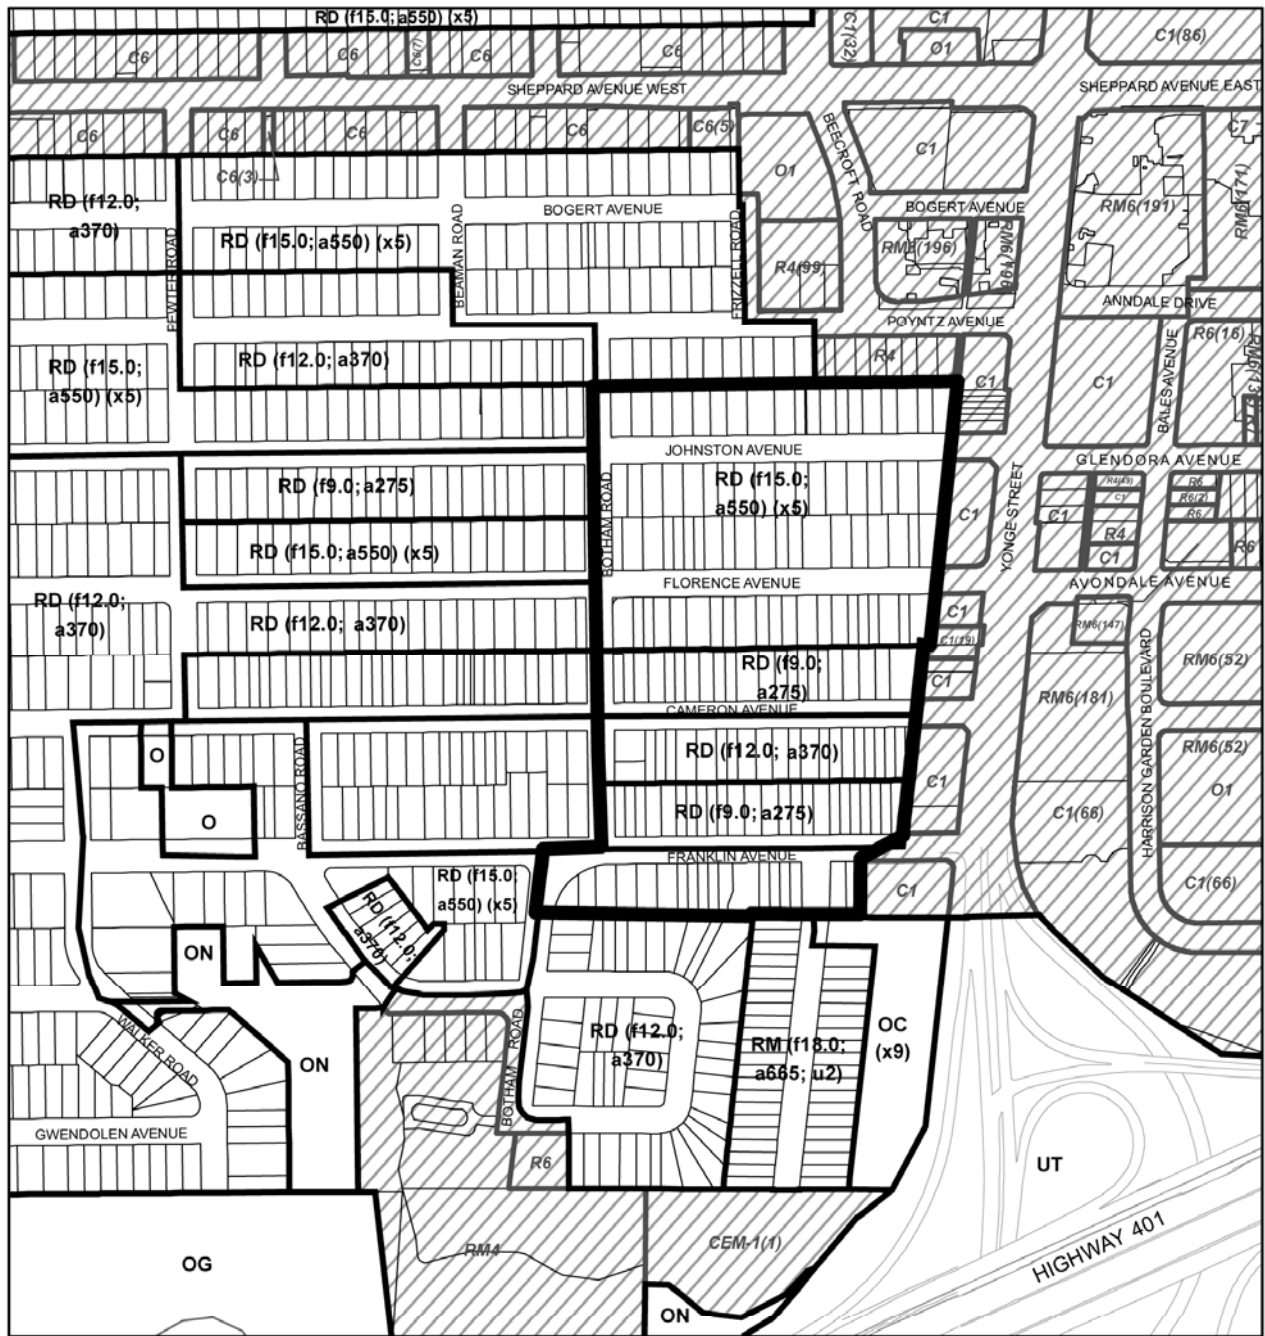 RD (f15.0; a550) (x5)
C6
C6
C6(7)
C6
C6
C7(32)
C1
O1
C1(86)
SHEPPARD AVENUE WEST
SHEPPARD AVENUE EAST
C6
C6
C6
C6
C6(5)
C6(3)
BEECROFT ROAD
C1
C7
O1
RD (f12.0;
a370)
RD (f15.0; a550) (x5)
BEAMAN ROAD
BOGERT AVENUE
BOGERT AVENUE
RM6(191)
RM6(171)
PEWTER ROAD
FRIZZELL ROAD
R4(99)
ANNDALE DRIVE
POYNTZ AVENUE
RD (f15.0;
a550) (x5)
RD (f12.0; a370)
R4
C1
C1
BALES AVENUE
R6(16)
JOHNSTON AVENUE
GLENDORA AVENUE
RD (f9.0; a275)
BOTHAM ROAD
RD (f15.0;
a550) (x5)
C1
YONGE STREET
C1
R4(49)
C1
R4
C1
R6
R6(2)
R6
R6
RD (f15.0; a550) (x5)
FLORENCE AVENUE
AVONDALE AVENUE
RD (f12.0;
a370)
RD (f12.0; a370)
C1
C1(19)
C1
RM6(147)
RM6(52)
RD (f9.0;
a275)
CAMERON AVENUE
RM6(181)
HARRISON GARDEN BOULEVARD
O
O
BASSANO ROAD
RD (f12.0; a370)
RM6(52)
O1
C1
RD (f9.0; a275)
C1(66)
FRANKLIN AVENUE
C1
C1(66)
RD (f15.0;
a550) (x5)
RD (f12.0;
a370)
ON
WALKER ROAD
ON
BOTHAM ROAD
RD (f12.0;
a370)
RM (f18.0;
a665; u2)
OC
(x9)
GWENDOLEN AVENUE
R6
UT
HIGHWAY 401
OG
RM4
CEM-1(1)
ON